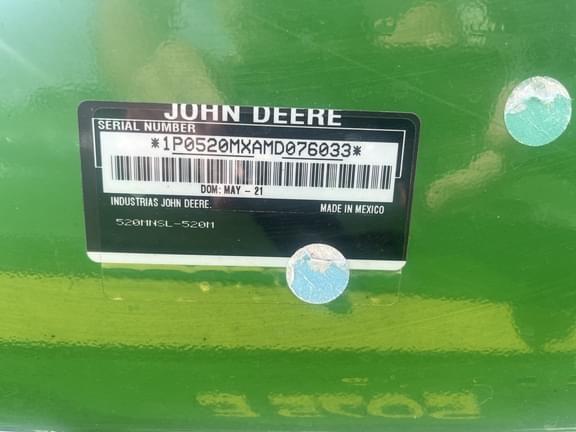 JOHN DEERE
SERIAL NUMBER
*1P0520MXAMD076033*
DOM: MAY - 21
INDUSTRIAS JOHN DEERE.
MADE IN MEXICO
520MNSL-520M